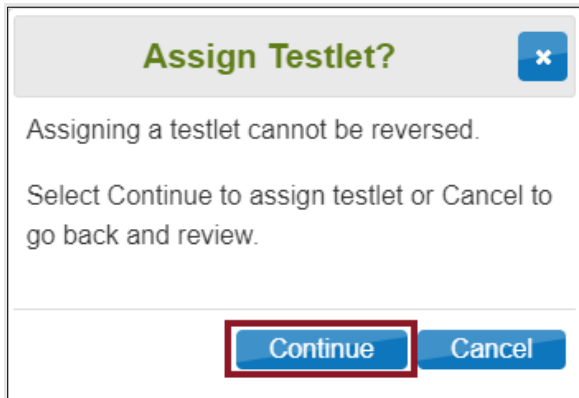 Assign Testlet?
Assigning a testlet cannot be reversed.
Select Continue to assign testlet or Cancel to
go back and review.
Continue Cancel